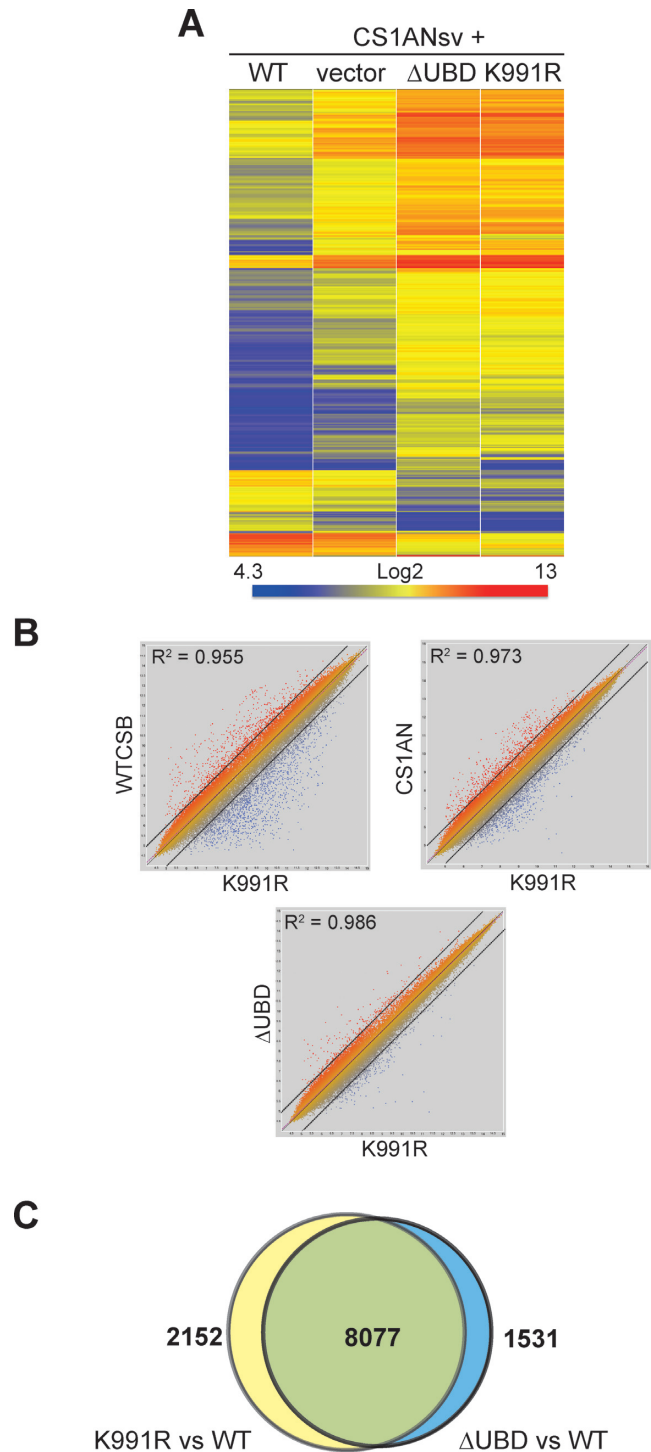 A
CS1ANsv +
WT vector ΔUBD K991R
4.3 Log2 13
B
R² = 0.955
WTCSB
K991R
R² = 0.973
CS1AN
K991R
R² = 0.986
ΔUBD
K991R
C
2152 8077 1531
K991R vs WT ΔUBD vs WT